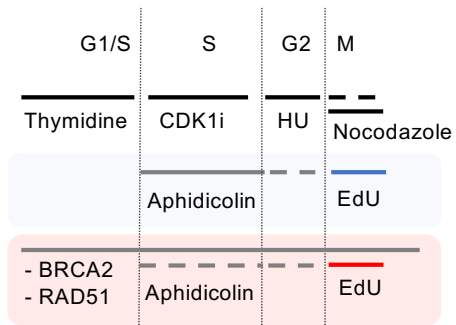 G1/S S G2 M
Thymidine CDK1i HU Nocodazole
Aphidicolin EdU
- BRCA2
- RAD51 Aphidicolin EdU